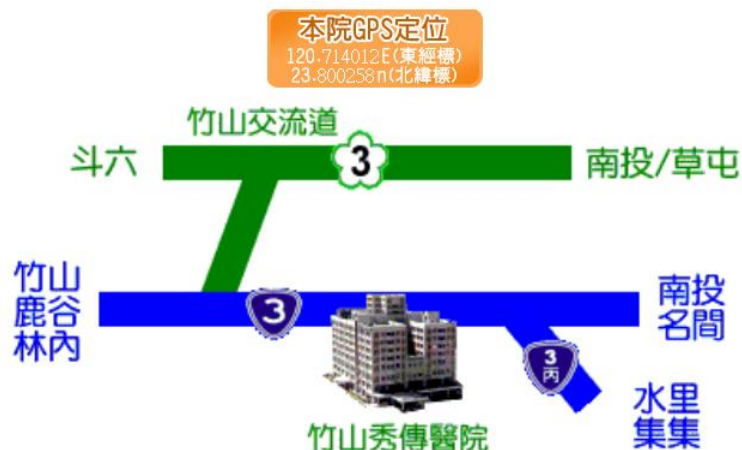 本院GPS定位
120.714012E(東經標)
23.800258n(北緯標)
竹山交流道
斗六
3
南投/草屯
竹山
鹿谷
林內
3
南投
名間
3
丙
水里
集集
竹山秀傳醫院